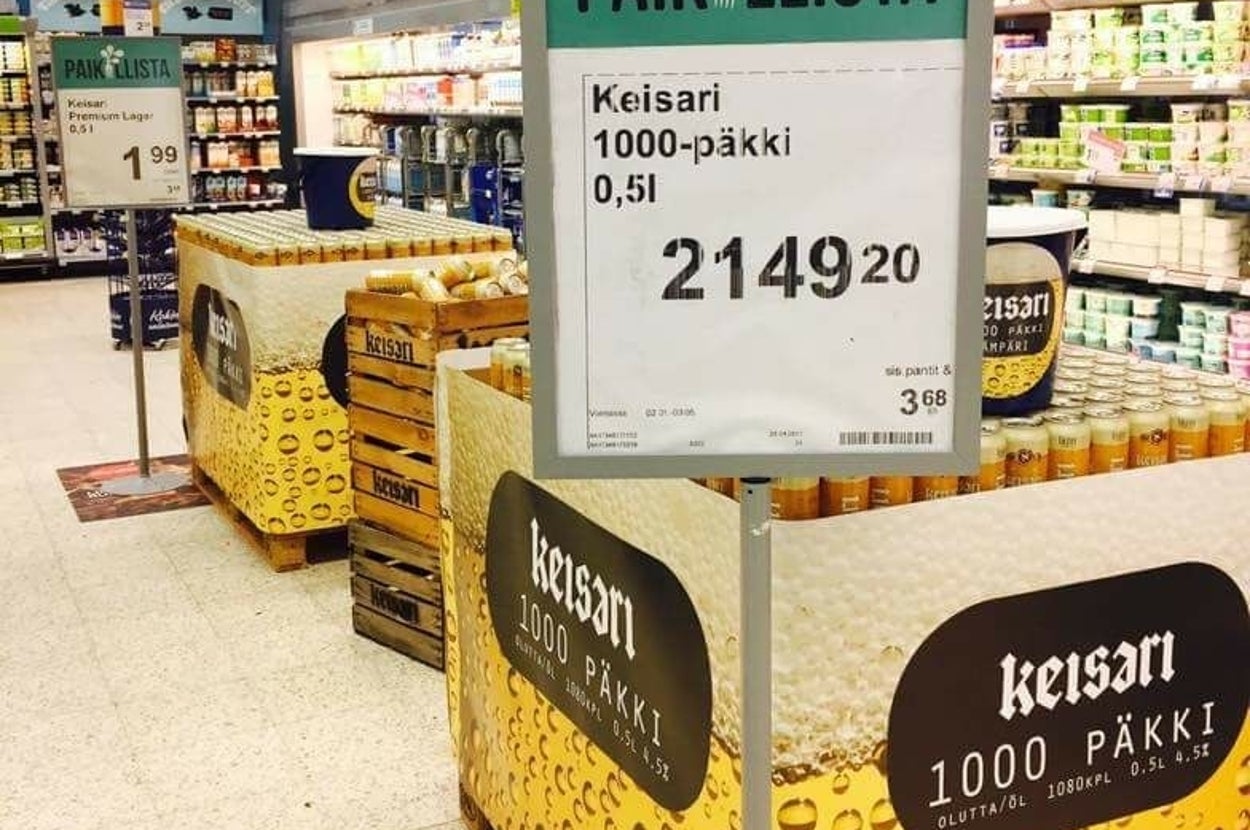 PAIKALLISTA
Keisari
Premium Lager
0,5 l
1 99
PAIKALLISTA
Keisari
1000-päkki
0,5l
2149 20
sis.pantit &
3 68
Keisari
Keisari
Keisari
Keisari
1000 PÄKKI
OLUTTA/ÖL 1080KPL 0.5L 4.5%
Keisari
1000 PÄKKI
OLUTTA/ÖL 1080KPL 0.5L 4.5%